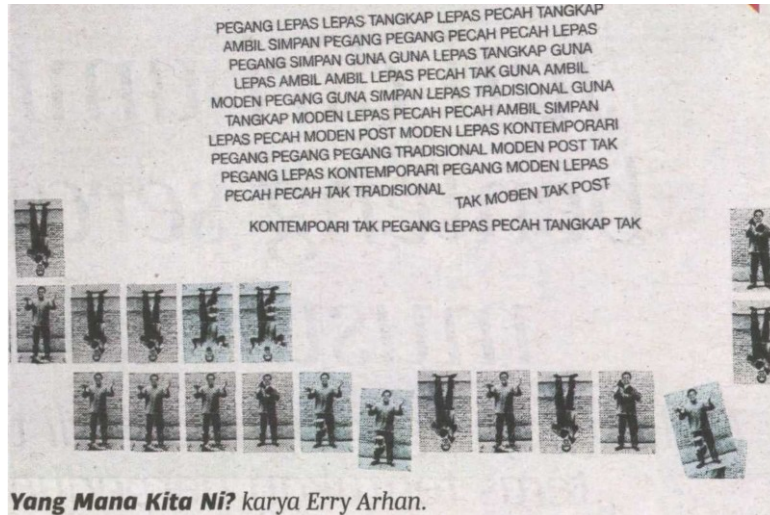 PEGANG LEPAS LEPAS TANGKAP LEPAS PECAH TANGKAP
AMBIL SIMPAN PEGANG PEGANG PECAH PECAH LEPAS
PEGANG SIMPAN GUNA GUNA LEPAS TANGKAP GUNA
LEPAS AMBIL AMBIL LEPAS PECAH TAK GUNA AMBIL
MODEN PEGANG GUNA SIMPAN LEPAS TRADISIONAL GUNA
TANGKAP MODEN LEPAS PECAH PECAH AMBIL SIMPAN
LEPAS PECAH MODEN POST MODEN LEPAS KONTEMPORARI
PEGANG PEGANG PEGANG TRADISIONAL MODEN POST TAK
PEGANG LEPAS KONTEMPORARI PEGANG MODEN LEPAS
PECAH PECAH TAK TRADISIONAL TAK MODEN TAK POST
KONTEMPOARI TAK PEGANG LEPAS PECAH TANGKAP TAK
Yang Mana Kita Ni? karya Erry Arhan.